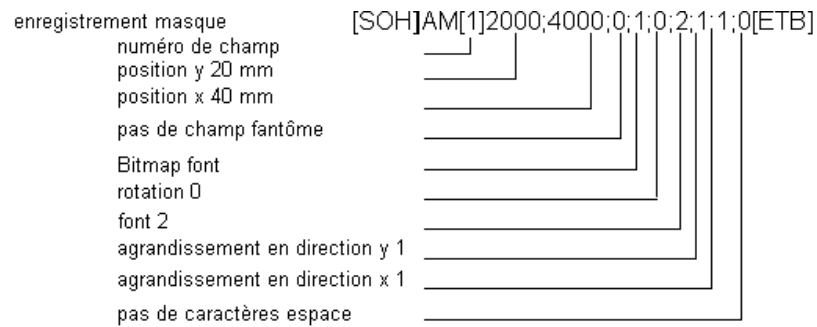 enregistrement masque [SOH]AM[1]2000;4000;0;1;0;2;1;1;0[ETB]
numéro de champ
position y 20 mm
position x 40 mm
pas de champ fantôme
Bitmap font
rotation 0
font 2
agrandissement en direction y 1
agrandissement en direction x 1
pas de caractères espace